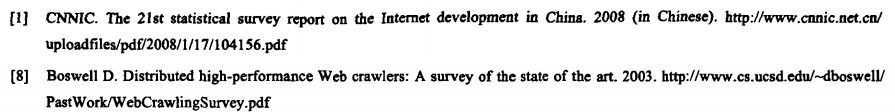 [1] CNNIC. The 21st statistical survey report on the Internet development in China. 2008 (in Chinese). http://www.cnnic.net.cn/
uploadfiles/pdf/2008/1/17/104156.pdf
[8] Boswell D. Distributed high-performance Web crawlers: A survey of the state of the art. 2003. http://www.cs.ucsd.edu/~dboswell/
PastWork/WebCrawlingSurvey.pdf